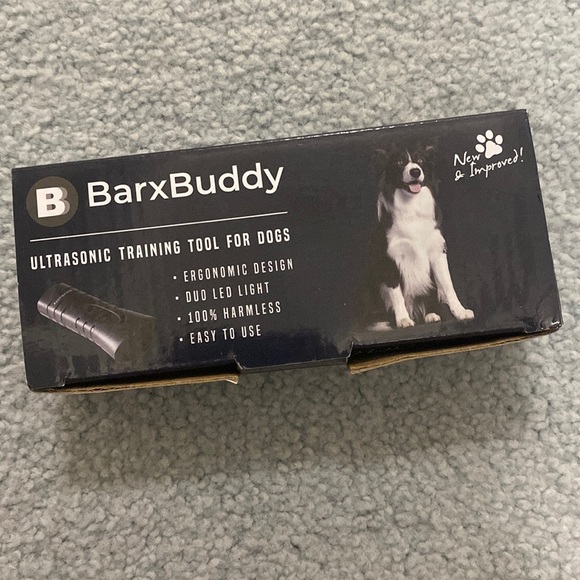 B BarxBuddy
ULTRASONIC TRAINING TOOL FOR DOGS
• ERGONOMIC DESIGN
• DUO LED LIGHT
• 100% HARMLESS
• EASY TO USE
New
& Improved!